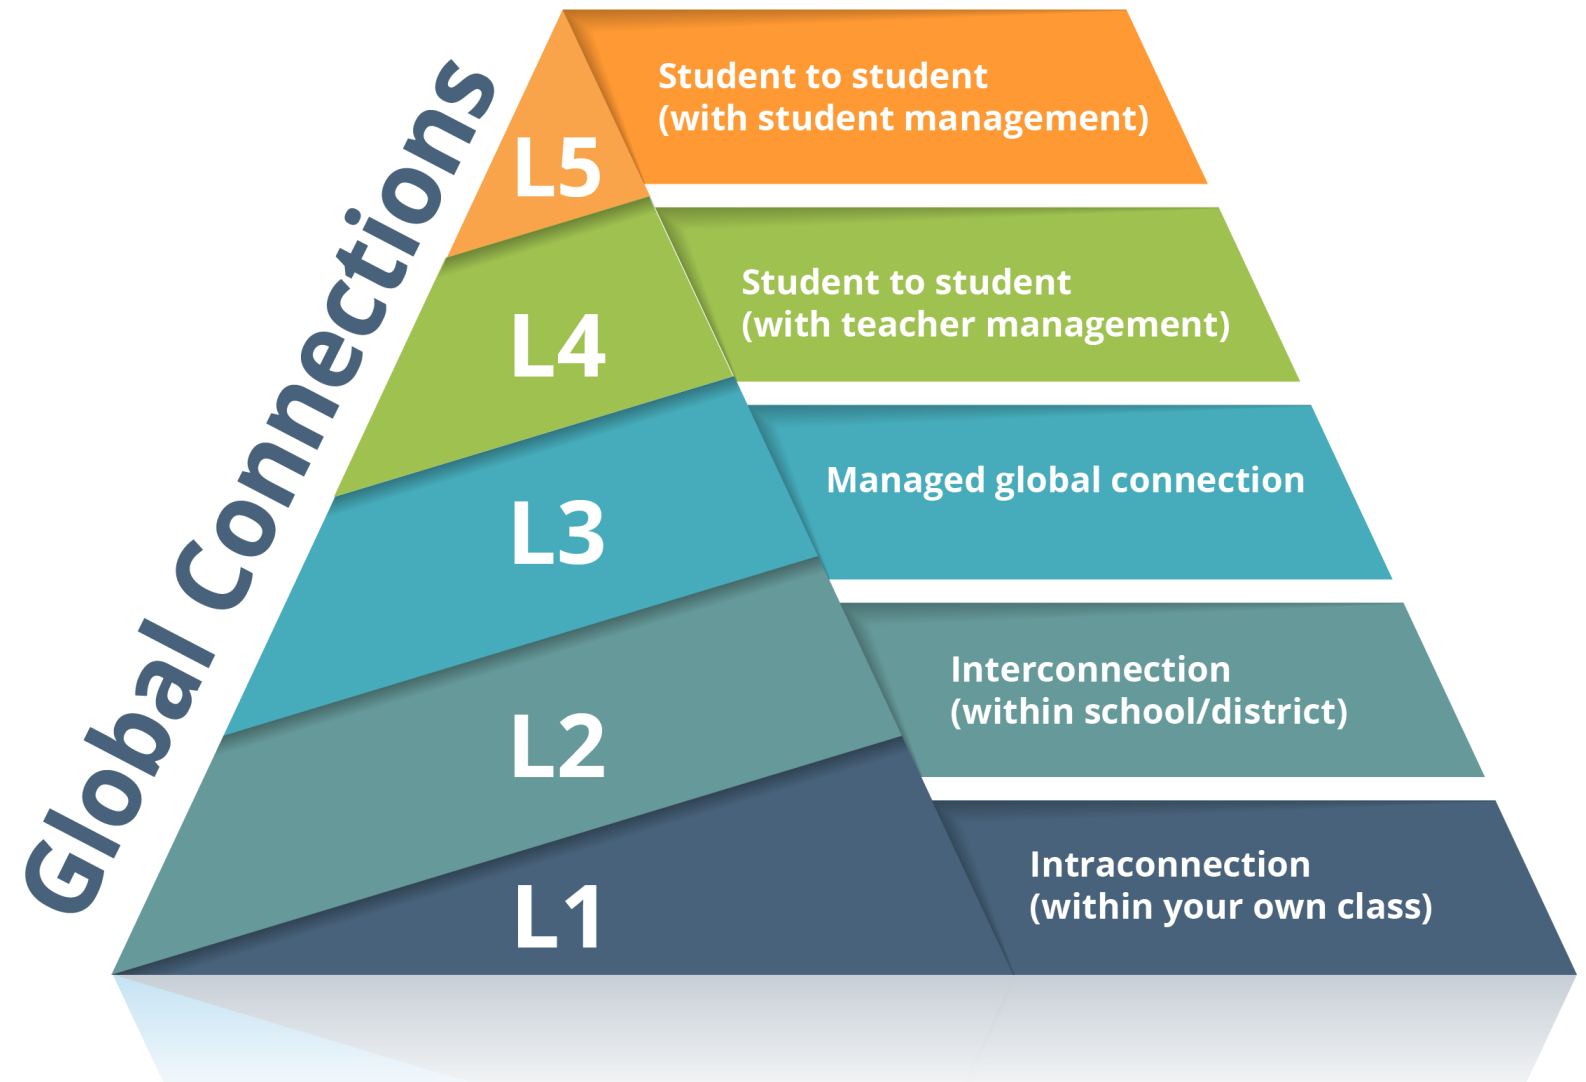 Global Connections
L5
Student to student
(with student management)
L4
Student to student
(with teacher management)
L3
Managed global connection
L2
Interconnection
(within school/district)
L1
Intraconnection
(within your own class)